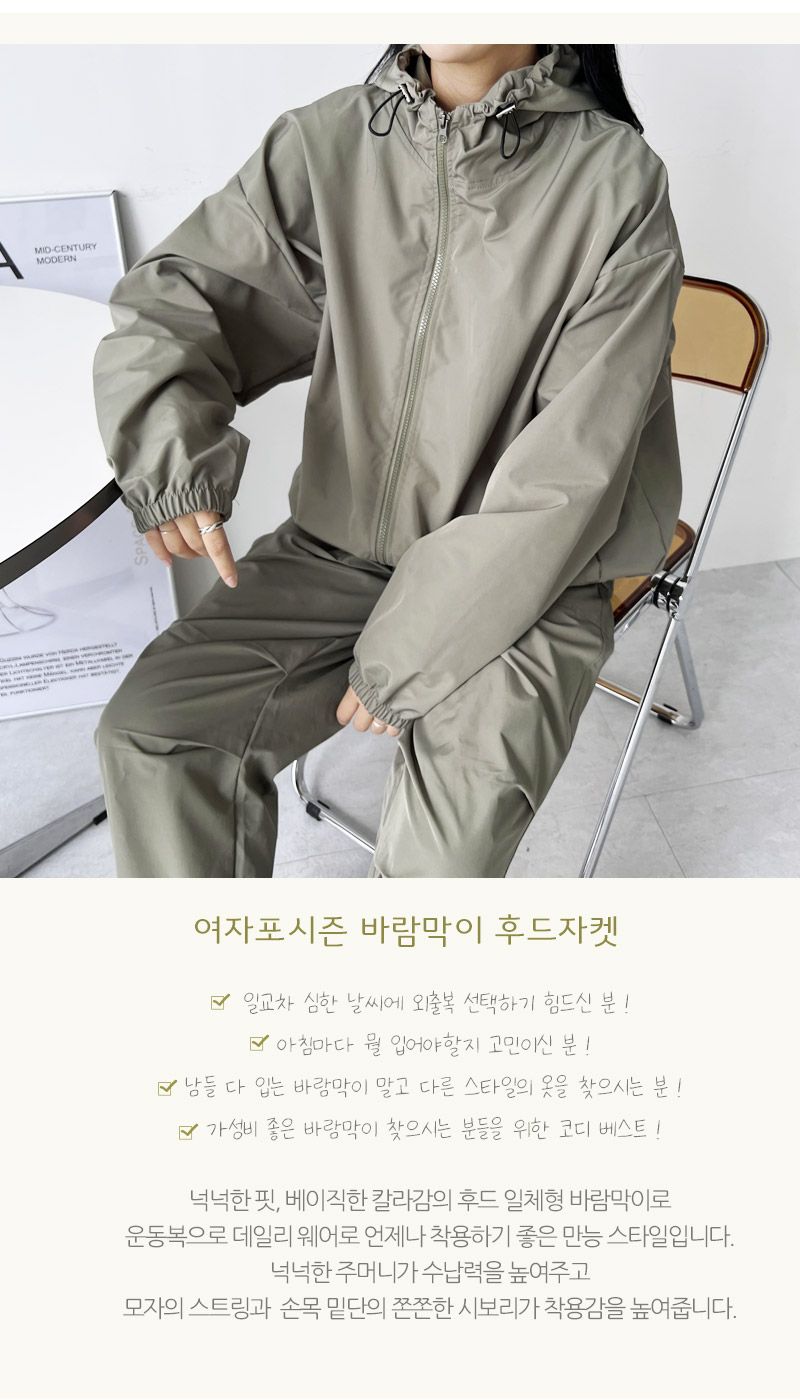 A
MID-CENTURY
MODERN
여자포시즌 바람막이 후드자켓
일교차 심한 날씨에 외출복 선택하기 힘드신 분!
아침마다 뭘 입어야할지 고민이신 분!
남들 다 입는 바람막이 말고 다른 스타일의 옷을 찾으시는 분!
가성비 좋은 바람막이 찾으시는 분들을 위한 코디 베스트!
넉넉한 핏, 베이직한 칼라감의 후드 일체형 바람막이로
운동복으로 데일리 웨어로 언제나 착용하기 좋은 만능 스타일입니다.
넉넉한 주머니가 수납력을 높여주고
모자의 스트링과 손목 밑단의 쫀쫀한 시보리가 착용감을 높여줍니다.